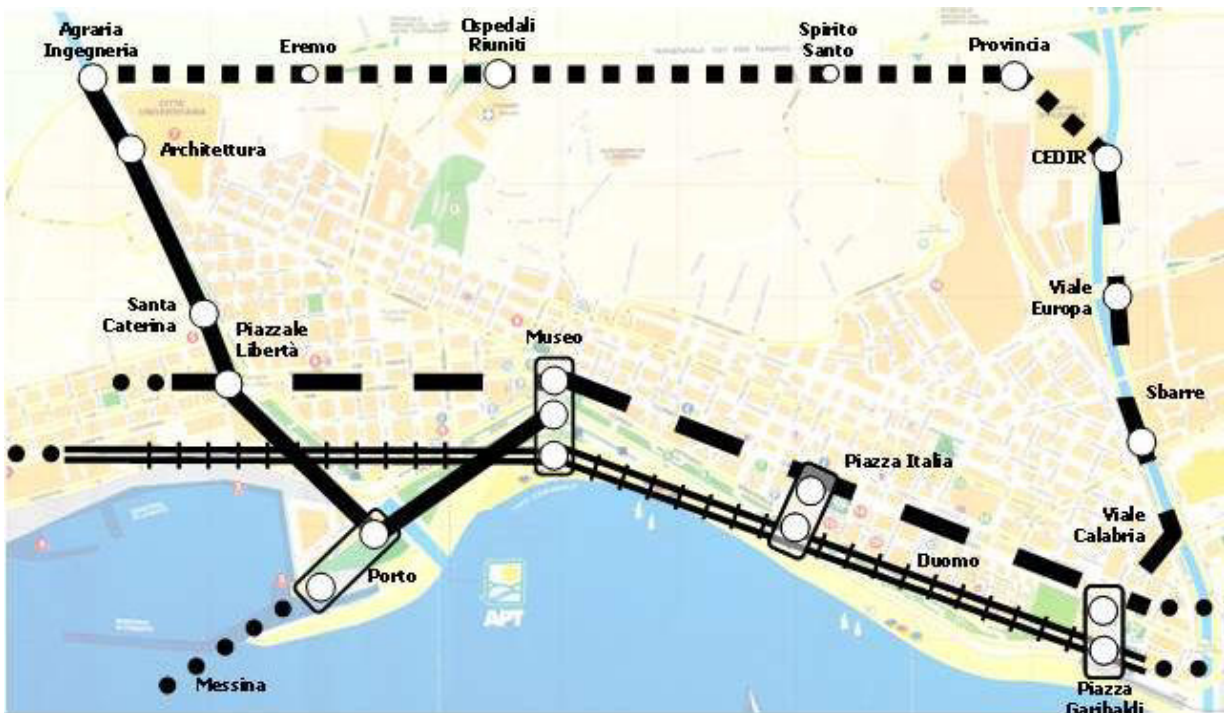 Agraria
Ingegneria
Eremo
Ospedali
Riuniti
Spirito
Santo
Provincia
Architettura
CEDIR
Santa
Caterina
Piazzale
Libertà
Museo
Viale
Europa
Sbarre
Piazza Italia
Viale
Calabria
Duomo
Porto
APT
Messina
Piazza
Garibaldi